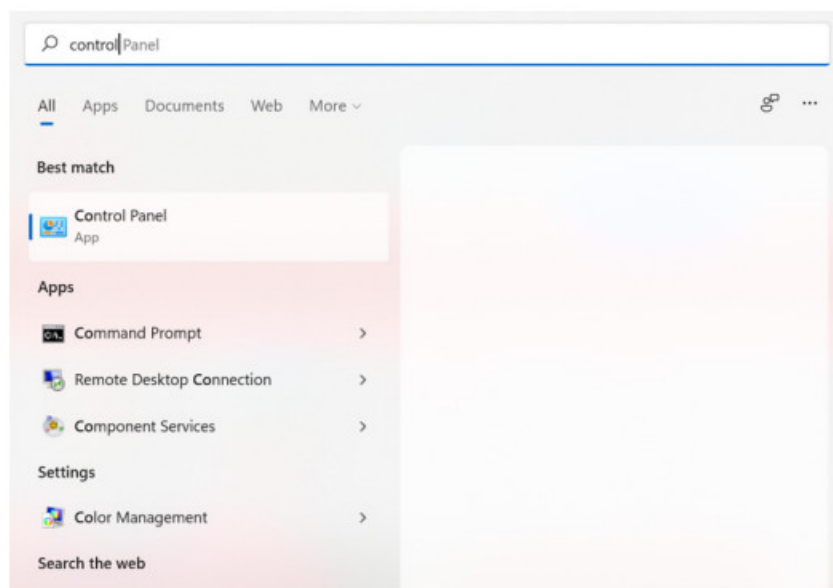 control Panel
All Apps Documents Web More
Best match
Control Panel
App
Apps
Command Prompt
Remote Desktop Connection
Component Services
Settings
Color Management
Search the web